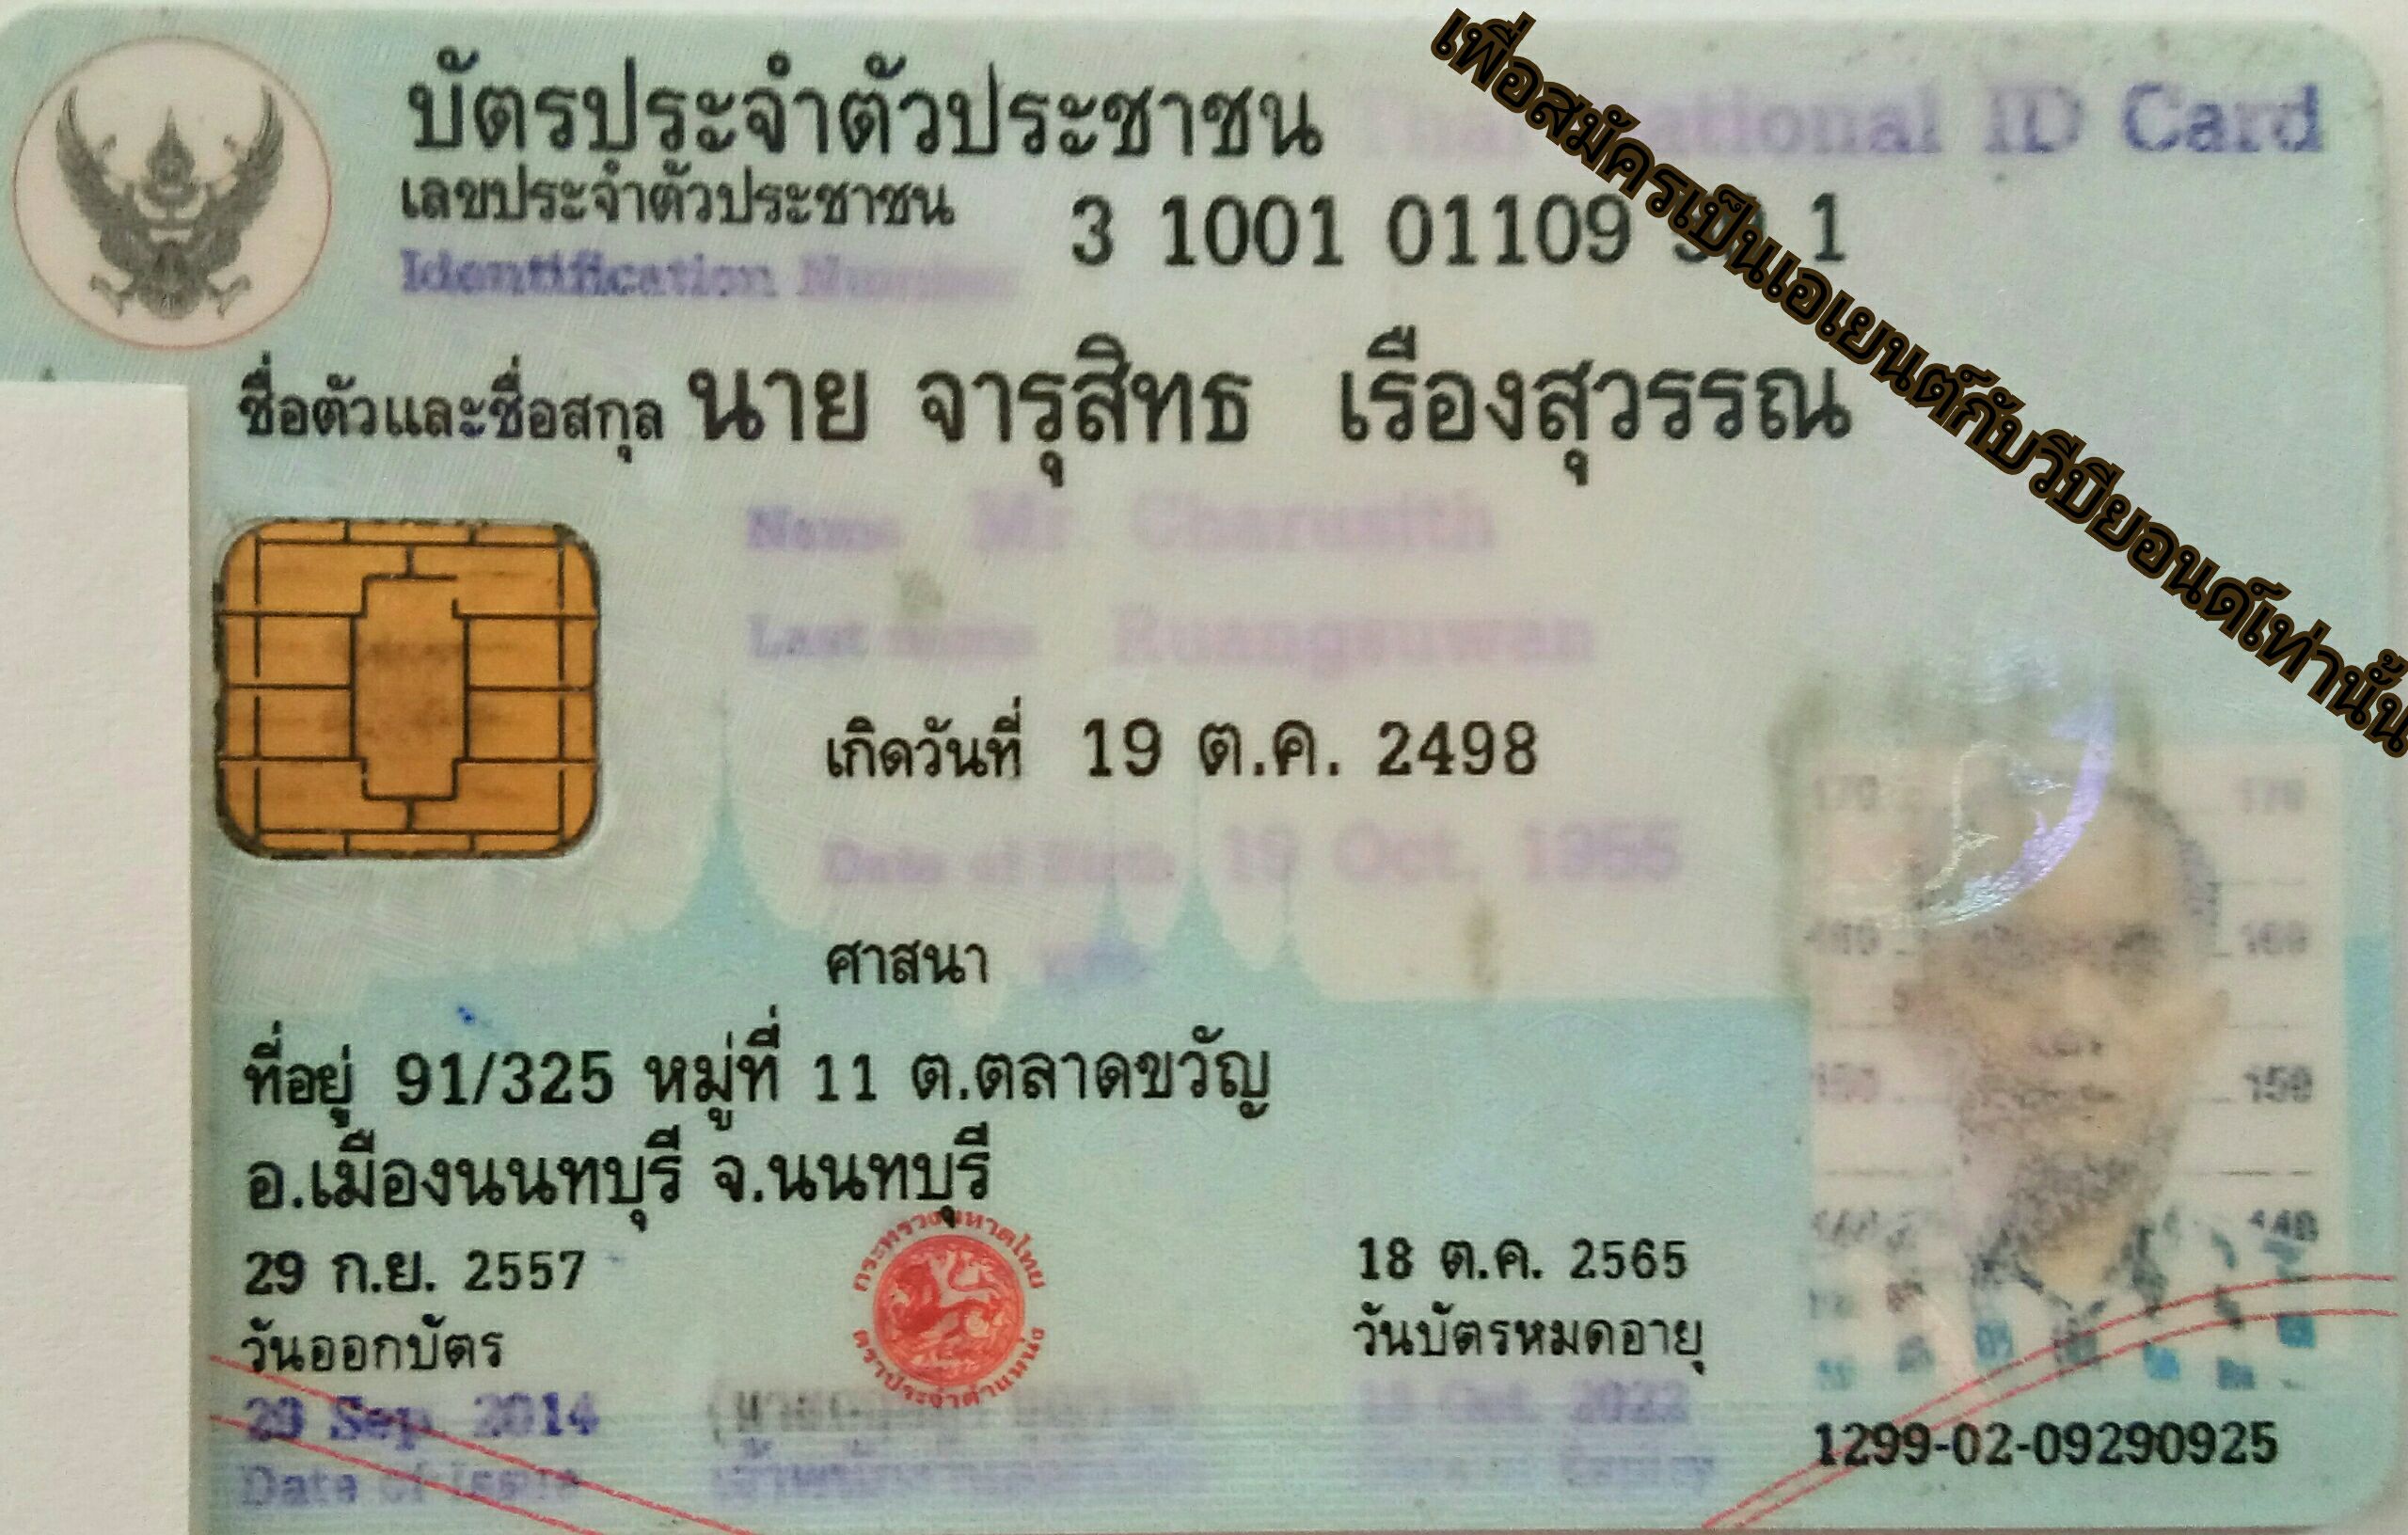 บัตรประจำตัวประชาชน Thai National ID Card
เลขประจำตัวประชาชน 3 1001 01109 1
Identification Number
ชื่อตัวและชื่อสกุล นาย จารุสิทธ เรืองสุวรรณ
Name Mr. Charusith
Last name Ruangsuwan
เกิดวันที่ 19 ต.ค. 2498
Date of Birth 19 Oct. 1955
ศาสนา
ที่อยู่ 91/325 หมู่ที่ 11 ต.ตลาดขวัญ
อ.เมืองนนทบุรี จ.นนทบุรี
29 ก.ย. 2557
วันออกบัตร
29 Sep. 2014
Date of Issue
กระทรวงมหาดไทย
ตราประจำตำแหน่ง
18 ต.ค. 2565
วันบัตรหมดอายุ
18 Oct. 2022
Date of Expiry
170 170
160 160
150 150
140 140
1299-02-09290925
เพื่อสมัครเป็นเอเยนต์กับวีบียอนด์เท่านั้น